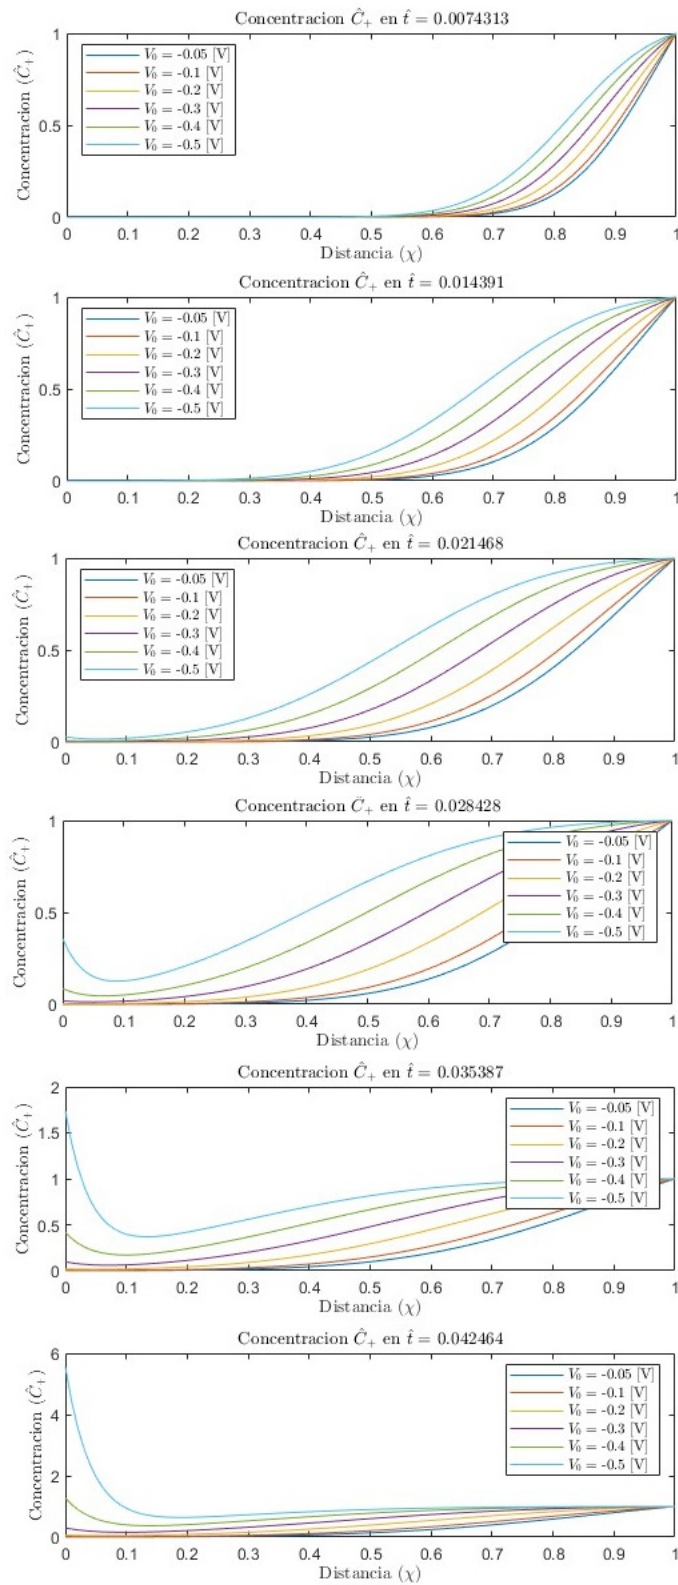 Concentracion Ĉ₊ en t̂ = 0.0074313
Concentracion (Ĉ₊)
1
0.5
0
V₀ = -0.05 [V]
V₀ = -0.1 [V]
V₀ = -0.2 [V]
V₀ = -0.3 [V]
V₀ = -0.4 [V]
V₀ = -0.5 [V]
0 0.1 0.2 0.3 0.4 0.5 0.6 0.7 0.8 0.9 1
Distancia (χ)
Concentracion Ĉ₊ en t̂ = 0.014391
Concentracion (Ĉ₊)
1
0.5
0
V₀ = -0.05 [V]
V₀ = -0.1 [V]
V₀ = -0.2 [V]
V₀ = -0.3 [V]
V₀ = -0.4 [V]
V₀ = -0.5 [V]
0 0.1 0.2 0.3 0.4 0.5 0.6 0.7 0.8 0.9 1
Distancia (χ)
Concentracion Ĉ₊ en t̂ = 0.021468
Concentracion (Ĉ₊)
1
0.5
0
V₀ = -0.05 [V]
V₀ = -0.1 [V]
V₀ = -0.2 [V]
V₀ = -0.3 [V]
V₀ = -0.4 [V]
V₀ = -0.5 [V]
0 0.1 0.2 0.3 0.4 0.5 0.6 0.7 0.8 0.9 1
Distancia (χ)
Concentracion Ĉ₊ en t̂ = 0.028428
Concentracion (Ĉ₊)
1
0.5
0
V₀ = -0.05 [V]
V₀ = -0.1 [V]
V₀ = -0.2 [V]
V₀ = -0.3 [V]
V₀ = -0.4 [V]
V₀ = -0.5 [V]
0 0.1 0.2 0.3 0.4 0.5 0.6 0.7 0.8 0.9 1
Distancia (χ)
Concentracion Ĉ₊ en t̂ = 0.035387
Concentracion (Ĉ₊)
2
1.5
1
0.5
0
V₀ = -0.05 [V]
V₀ = -0.1 [V]
V₀ = -0.2 [V]
V₀ = -0.3 [V]
V₀ = -0.4 [V]
V₀ = -0.5 [V]
0 0.1 0.2 0.3 0.4 0.5 0.6 0.7 0.8 0.9 1
Distancia (χ)
Concentracion Ĉ₊ en t̂ = 0.042464
Concentracion (Ĉ₊)
6
4
2
0
V₀ = -0.05 [V]
V₀ = -0.1 [V]
V₀ = -0.2 [V]
V₀ = -0.3 [V]
V₀ = -0.4 [V]
V₀ = -0.5 [V]
0 0.1 0.2 0.3 0.4 0.5 0.6 0.7 0.8 0.9 1
Distancia (χ)